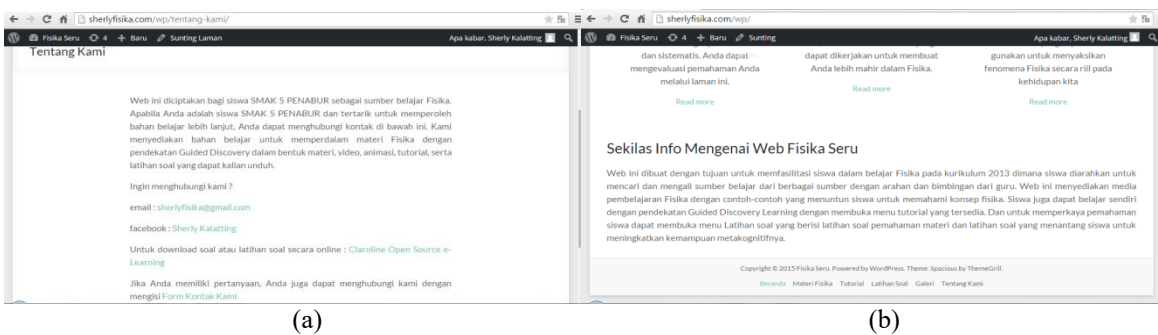 sherlyfisika.com/wp/tentang-kami/
Fisika Seru 4 + Baru Sunting Laman Apa kabar, Sherly Kalatting
Tentang Kami
Web ini diciptakan bagi siswa SMAK 5 PENABUR sebagai sumber belajar Fisika.
Apabila Anda adalah siswa SMAK 5 PENABUR dan tertarik untuk memperoleh
bahan belajar lebih lanjut, Anda dapat menghubungi kontak di bawah ini. Kami
menyediakan bahan belajar untuk memperdalam materi Fisika dengan
pendekatan Guided Discovery dalam bentuk materi, video, animasi, tutorial, serta
latihan soal yang dapat kalian unduh.
Ingin menghubungi kami ?
email : sherlyfisika@gmail.com
facebook : Sherly Kalatting
Untuk download soal atau latihan soal secara online : Claroline Open Source e-
Learning
Jika Anda memiliki pertanyaan, Anda juga dapat menghubungi kami dengan
mengisi Form Kontak Kami
(a)
sherlyfisika.com/wp/
Fisika Seru 4 + Baru Sunting Apa kabar, Sherly Kalatting
dan sistematis. Anda dapat
mengevaluasi pemahaman Anda
melalui laman ini.
Read more
dapat dikerjakan untuk membuat
Anda lebih mahir dalam Fisika.
Read more
gunakan untuk menyaksikan
fenomena Fisika secara riil pada
kehidupan kita
Read more
Sekilas Info Mengenai Web Fisika Seru
Web ini dibuat dengan tujuan untuk memfasilitasi siswa dalam belajar Fisika pada kurikulum 2013 dimana siswa diarahkan untuk
mencari dan mengali sumber belajar dari berbagai sumber dengan arahan dan bimbingan dari guru. Web ini menyediakan media
pembelajaran Fisika dengan contoh-contoh yang menuntun siswa untuk memahami konsep fisika. Siswa juga dapat belajar sendiri
dengan pendekatan Guided Discovery Learning dengan membuka menu tutorial yang tersedia. Dan untuk memperkaya pemahaman
siswa dapat membuka menu Latihan soal yang berisi latihan soal pemahaman materi dan latihan soal yang menantang siswa untuk
meningkatkan kemampuan metakognitifnya.
Copyright © 2015 Fisika Seru. Powered by WordPress. Theme: Spacious by ThemeGrill.
Beranda Materi Fisika Tutorial Latihan Soal Galeri Tentang Kami
(b)